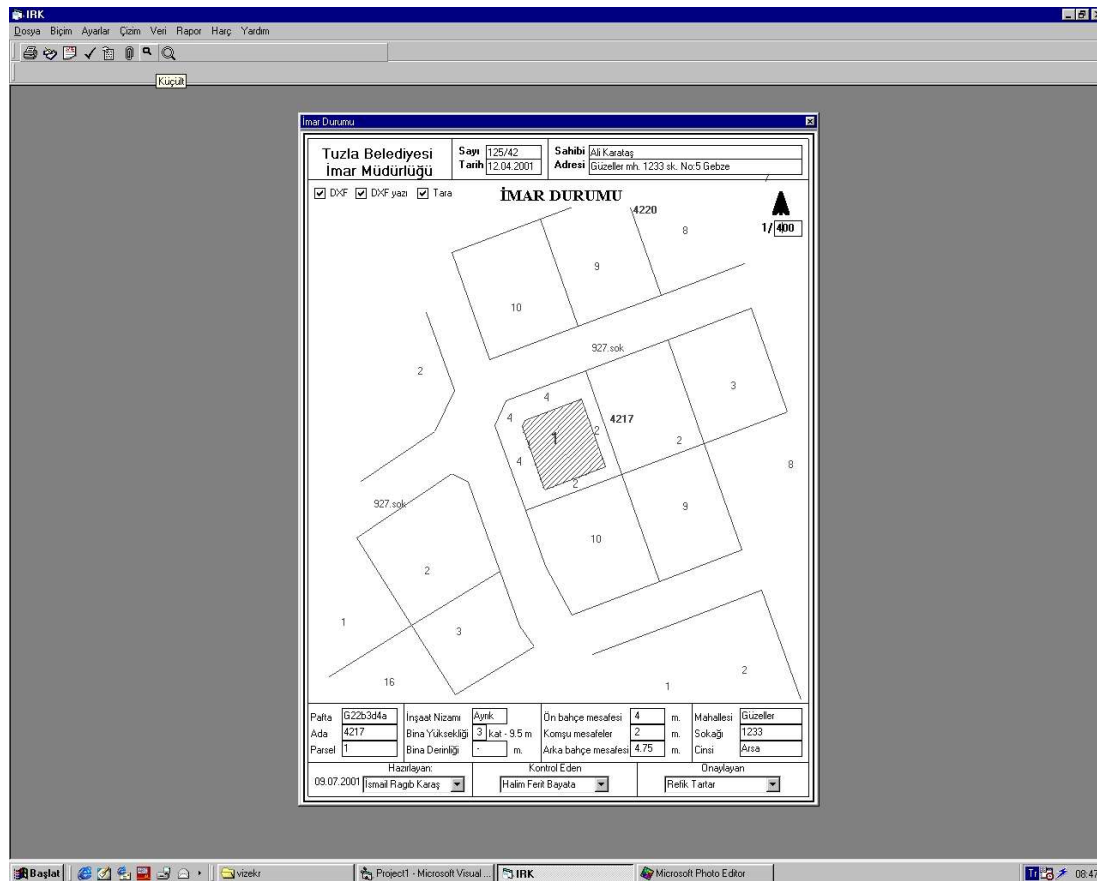 IRK
Dosya Biçim Ayarlar Çizim Veri Rapor Harç Yardım
Küçült
İmar Durumu
Tuzla Belediyesi
İmar Müdürlüğü
Sayı 125/42
Tarih 12.04.2001
Sahibi Ali Karataş
Adresi Güzeller mh. 1233 sk. No:5 Gebze
DXF DXF yazı Tara
İMAR DURUMU
1/400
4220
8
9
10
927.sok
2
3
4
4
4217
2
1
2
4
8
2
927.sok
9
10
2
1
3
2
16
1
Pafta G22b3d4a İnşaat Nizamı Ayrık Ön bahçe mesafesi 4 m. Mahallesi Güzeller
Ada 4217 Bina Yüksekliği 3 kat - 9.5 m Komşu mesafeler 2 m. Sokağı 1233
Parsel 1 Bina Derinliği - m. Arka bahçe mesafesi 4.75 m. Cinsi Arsa
Hazırlayan: Kontrol Eden Onaylayan
09.07.2001 İsmail Ragıb Karaş Halim Ferit Bayata Refik Tartar
Başlat vizekr Project1 - Microsoft Visual ... IRK Microsoft Photo Editor Tr 08:47